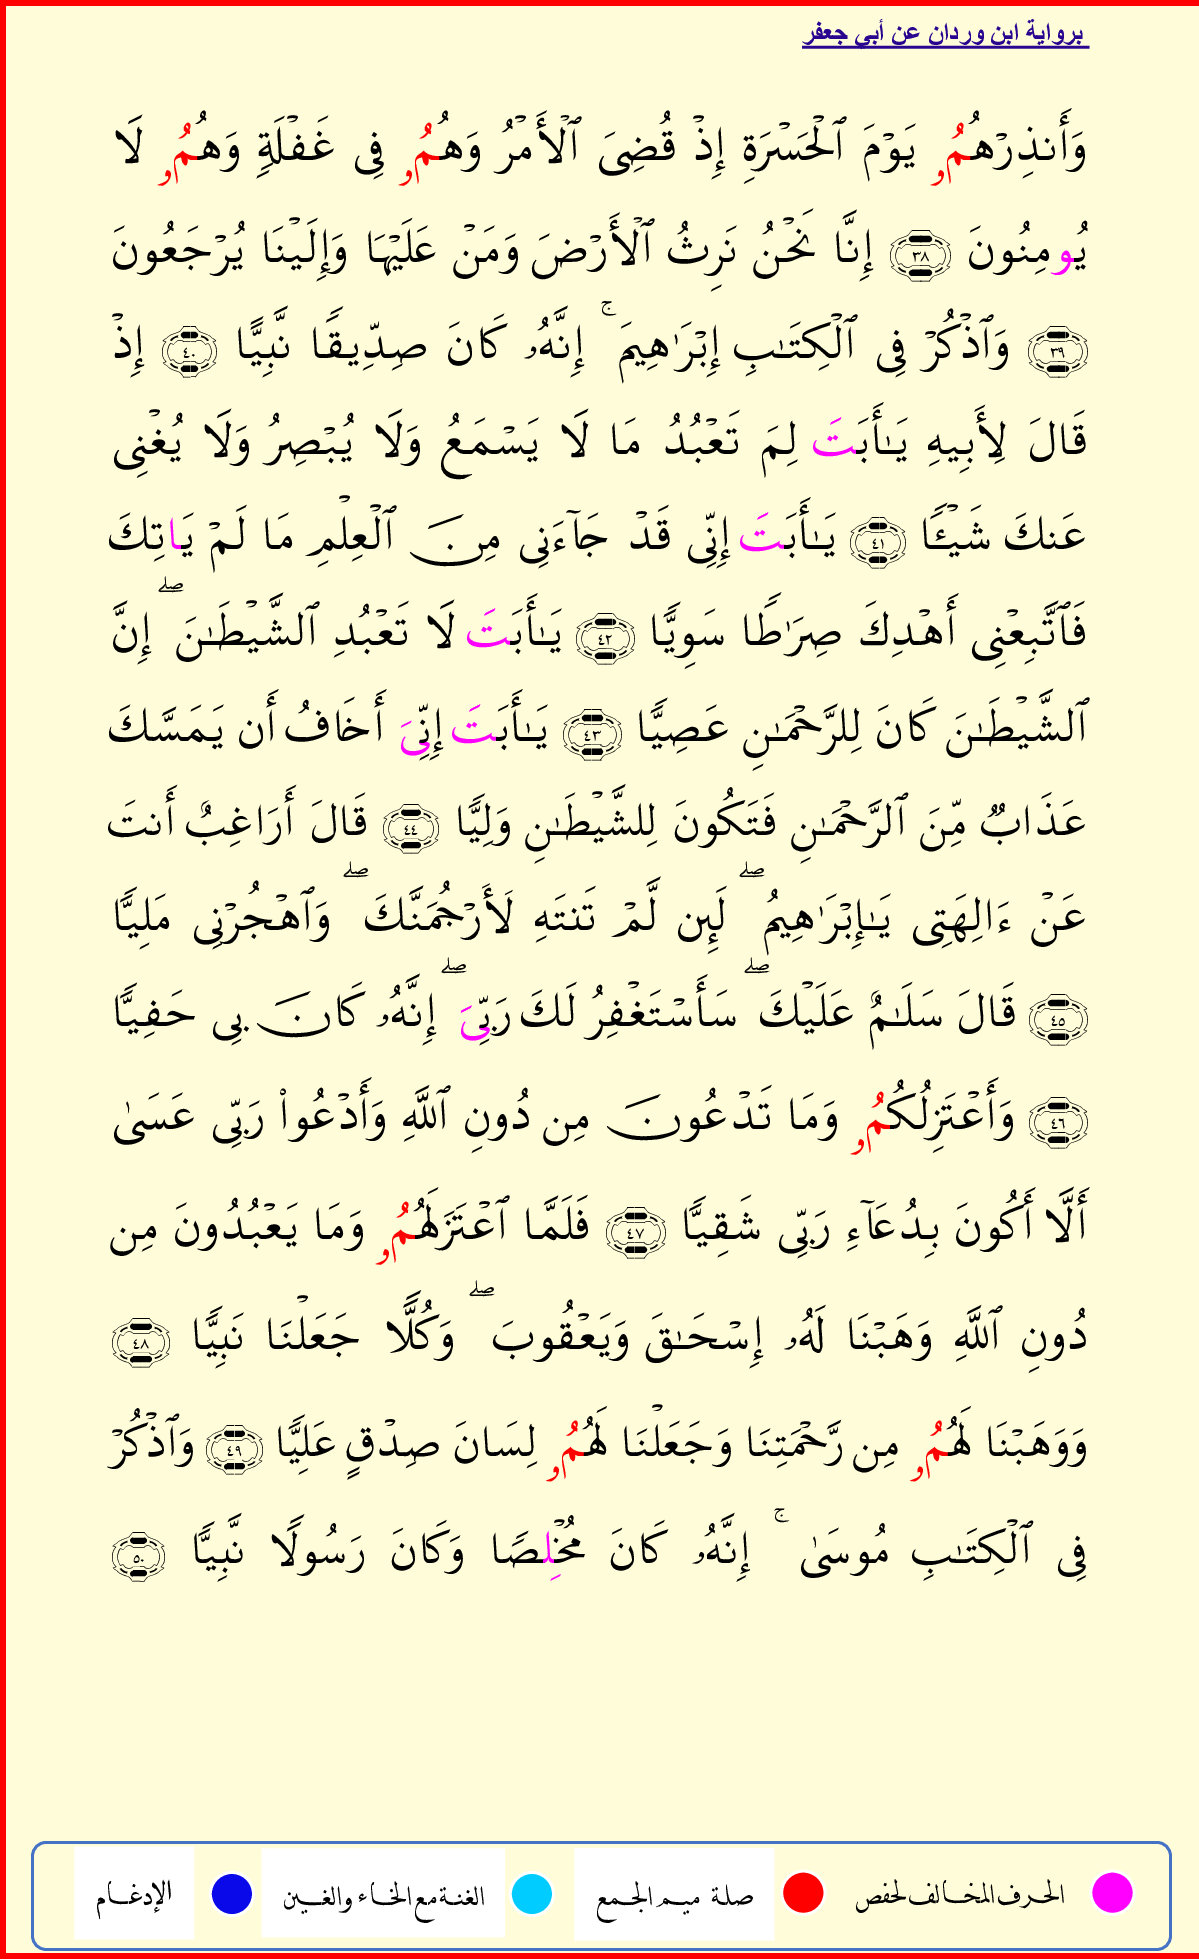 برواية ابن وردان عن أبي جعفر
وَأَنذِرْهُمُۥ يَوْمَ ٱلْحَسْرَةِ إِذْ قُضِىَ ٱلْأَمْرُ وَهُمُۥ فِى غَفْلَةٍ وَهُمُۥ لَا
يُومِنُونَ ٣٨ إِنَّا نَحْنُ نَرِثُ ٱلْأَرْضَ وَمَنْ عَلَيْهَا وَإِلَيْنَا يُرْجَعُونَ
٣٩ وَٱذْكُرْ فِى ٱلْكِتَـٰبِ إِبْرَٰهِيمَ ۚ إِنَّهُۥ كَانَ صِدِّيقًا نَّبِيًّا ٤٠ إِذْ
قَالَ لِأَبِيهِ يَـٰٓأَبَتَ لِمَ تَعْبُدُ مَا لَا يَسْمَعُ وَلَا يُبْصِرُ وَلَا يُغْنِى
عَنكَ شَيْـًٔا ٤١ يَـٰٓأَبَتَ إِنِّى قَدْ جَآءَنِى مِنَ ٱلْعِلْمِ مَا لَمْ يَاتِكَ
فَٱتَّبِعْنِى أَهْدِكَ صِرَٰطًا سَوِيًّا ٤٢ يَـٰٓأَبَتَ لَا تَعْبُدِ ٱلشَّيْطَـٰنَ ۖ إِنَّ
ٱلشَّيْطَـٰنَ كَانَ لِلرَّحْمَـٰنِ عَصِيًّا ٤٣ يَـٰٓأَبَتَ إِنِّىَ أَخَافُ أَن يَمَسَّكَ
عَذَابٌ مِّنَ ٱلرَّحْمَـٰنِ فَتَكُونَ لِلشَّيْطَـٰنِ وَلِيًّا ٤٤ قَالَ أَرَاغِبٌ أَنتَ
عَنْ ءَالِهَتِى يَـٰٓإِبْرَٰهِيمُ ۖ لَئِن لَّمْ تَنتَهِ لَأَرْجُمَنَّكَ ۖ وَٱهْجُرْنِى مَلِيًّا
٤٥ قَالَ سَلَـٰمٌ عَلَيْكَ ۖ سَأَسْتَغْفِرُ لَكَ رَبِّىَ ۖ إِنَّهُۥ كَانَ بِى حَفِيًّا
٤٦ وَأَعْتَزِلُكُمُۥ وَمَا تَدْعُونَ مِن دُونِ ٱللَّهِ وَأَدْعُوا۟ رَبِّى عَسَىٰ
أَلَّا أَكُونَ بِدُعَآءِ رَبِّى شَقِيًّا ٤٧ فَلَمَّا ٱعْتَزَلَهُمُۥ وَمَا يَعْبُدُونَ مِن
دُونِ ٱللَّهِ وَهَبْنَا لَهُۥ إِسْحَـٰقَ وَيَعْقُوبَ ۖ وَكُلًّا جَعَلْنَا نَبِيًّا ٤٨
وَوَهَبْنَا لَهُمُۥ مِن رَّحْمَتِنَا وَجَعَلْنَا لَهُمُۥ لِسَانَ صِدْقٍ عَلِيًّا ٤٩ وَٱذْكُرْ
فِى ٱلْكِتَـٰبِ مُوسَىٰ ۚ إِنَّهُۥ كَانَ مُخْلِصًا وَكَانَ رَسُولًا نَّبِيًّا ٥٠
الحرف المخالف لحفص صلة ميم الجمع الغنة مع الخاء والغين الإدغام